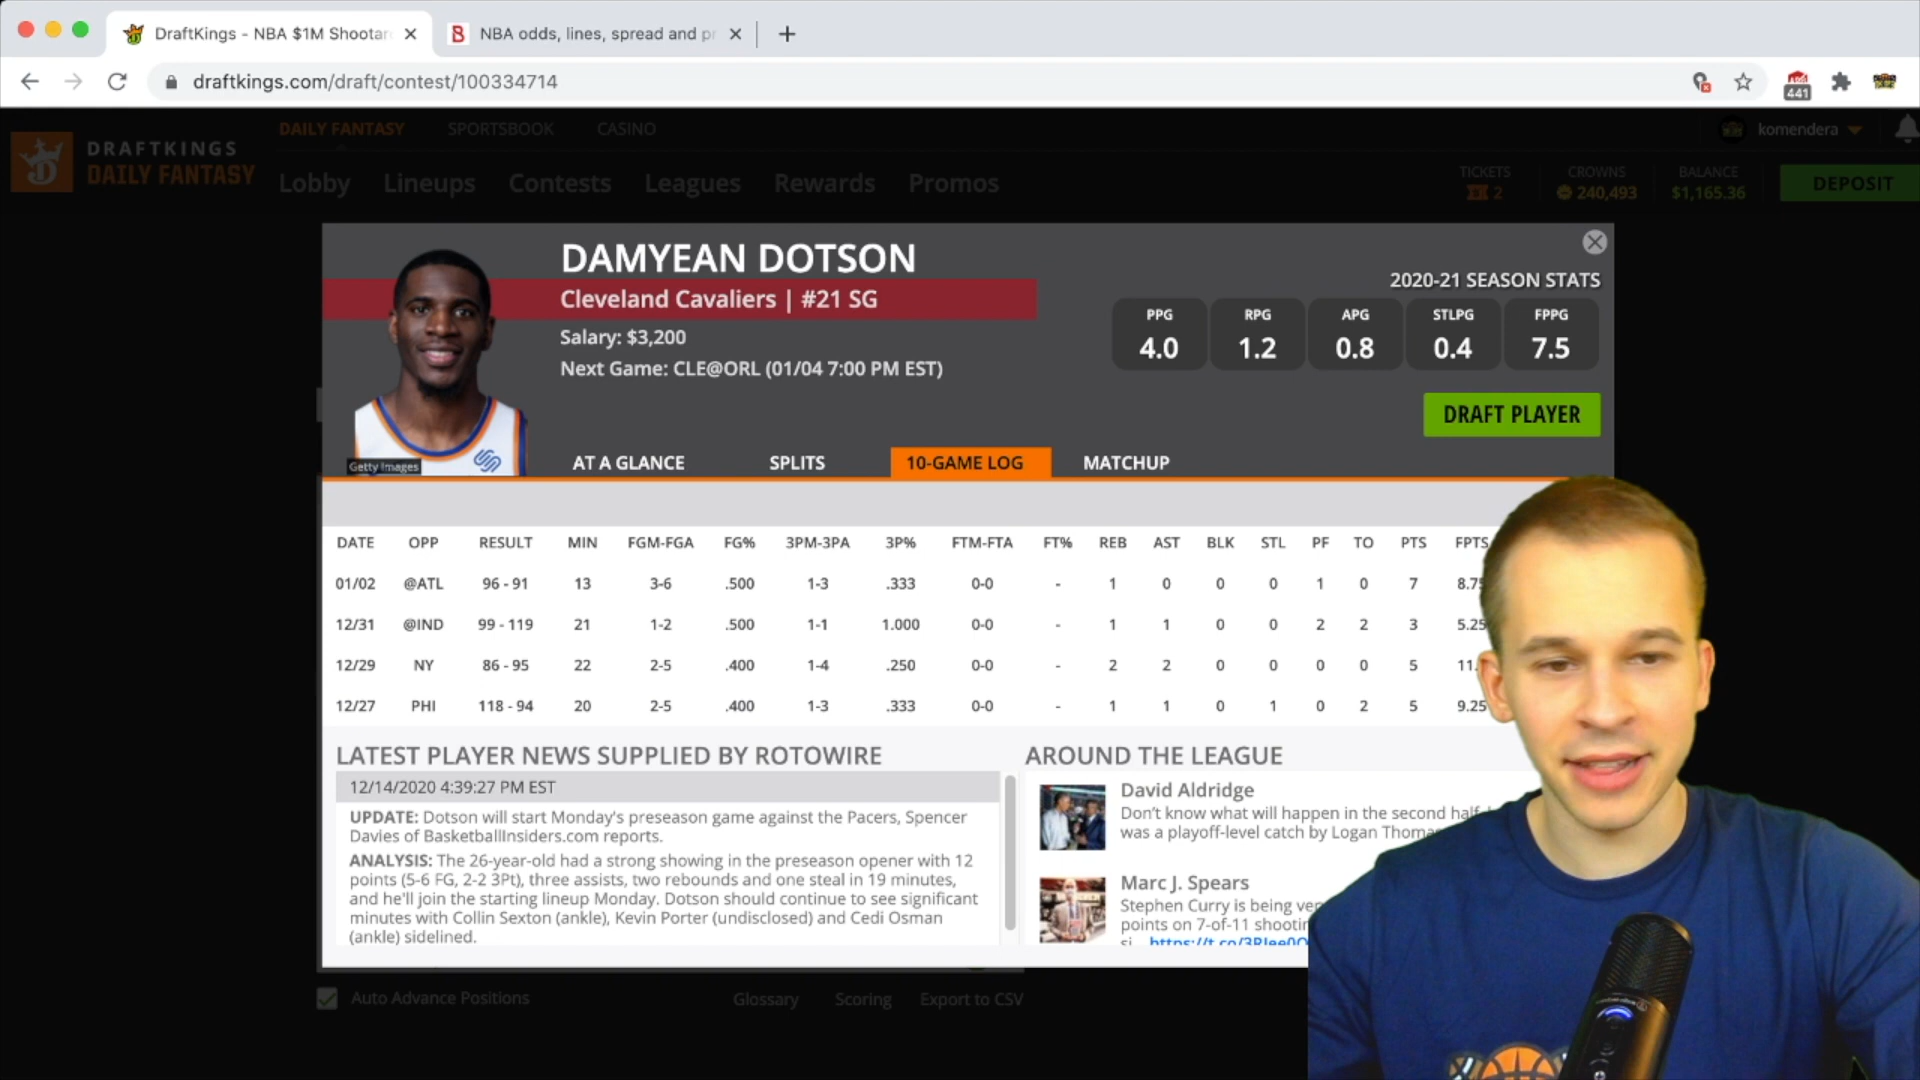 DraftKings - NBA $1M Shootar
NBA odds, lines, spread and pr
draftkings.com/draft/contest/100334714
441
DAILY FANTASY SPORTSBOOK CASINO
komendera
DRAFTKINGS
DAILY FANTASY
Lobby Lineups Contests Leagues Rewards Promos
TICKETS CROWNS BALANCE
2 240,493 $1,165.36
DEPOSIT
DAMYEAN DOTSON
Cleveland Cavaliers | #21 SG
Salary: $3,200
Next Game: CLE@ORL (01/04 7:00 PM EST)
2020-21 SEASON STATS
PPG RPG APG STLPG FPPG
4.0 1.2 0.8 0.4 7.5
DRAFT PLAYER
Getty Images
AT A GLANCE SPLITS 10-GAME LOG MATCHUP
DATE OPP RESULT MIN FGM-FGA FG% 3PM-3PA 3P% FTM-FTA FT% REB AST BLK STL PF TO PTS FPTS
01/02 @ATL 96 - 91 13 3-6 .500 1-3 .333 0-0 - 1 0 0 0 1 0 7 8.75
12/31 @IND 99 - 119 21 1-2 .500 1-1 1.000 0-0 - 1 1 0 0 2 2 3 5.25
12/29 NY 86 - 95 22 2-5 .400 1-4 .250 0-0 - 2 2 0 0 0 0 5 11.
12/27 PHI 118 - 94 20 2-5 .400 1-3 .333 0-0 - 1 1 0 1 0 2 5 9.25
LATEST PLAYER NEWS SUPPLIED BY ROTOWIRE
12/14/2020 4:39:27 PM EST
UPDATE: Dotson will start Monday's preseason game against the Pacers, Spencer
Davies of BasketballInsiders.com reports.
ANALYSIS: The 26-year-old had a strong showing in the preseason opener with 12
points (5-6 FG, 2-2 3Pt), three assists, two rebounds and one steal in 19 minutes,
and he'll join the starting lineup Monday. Dotson should continue to see significant
minutes with Collin Sexton (ankle), Kevin Porter (undisclosed) and Cedi Osman
(ankle) sidelined.
AROUND THE LEAGUE
David Aldridge
Don't know what will happen in the second half,
was a playoff-level catch by Logan Thoma
Marc J. Spears
Stephen Curry is being ver
points on 7-of-11 shootin
si... https://t.co/3RJee0O
Auto Advance Positions
Glossary Scoring Export to CSV